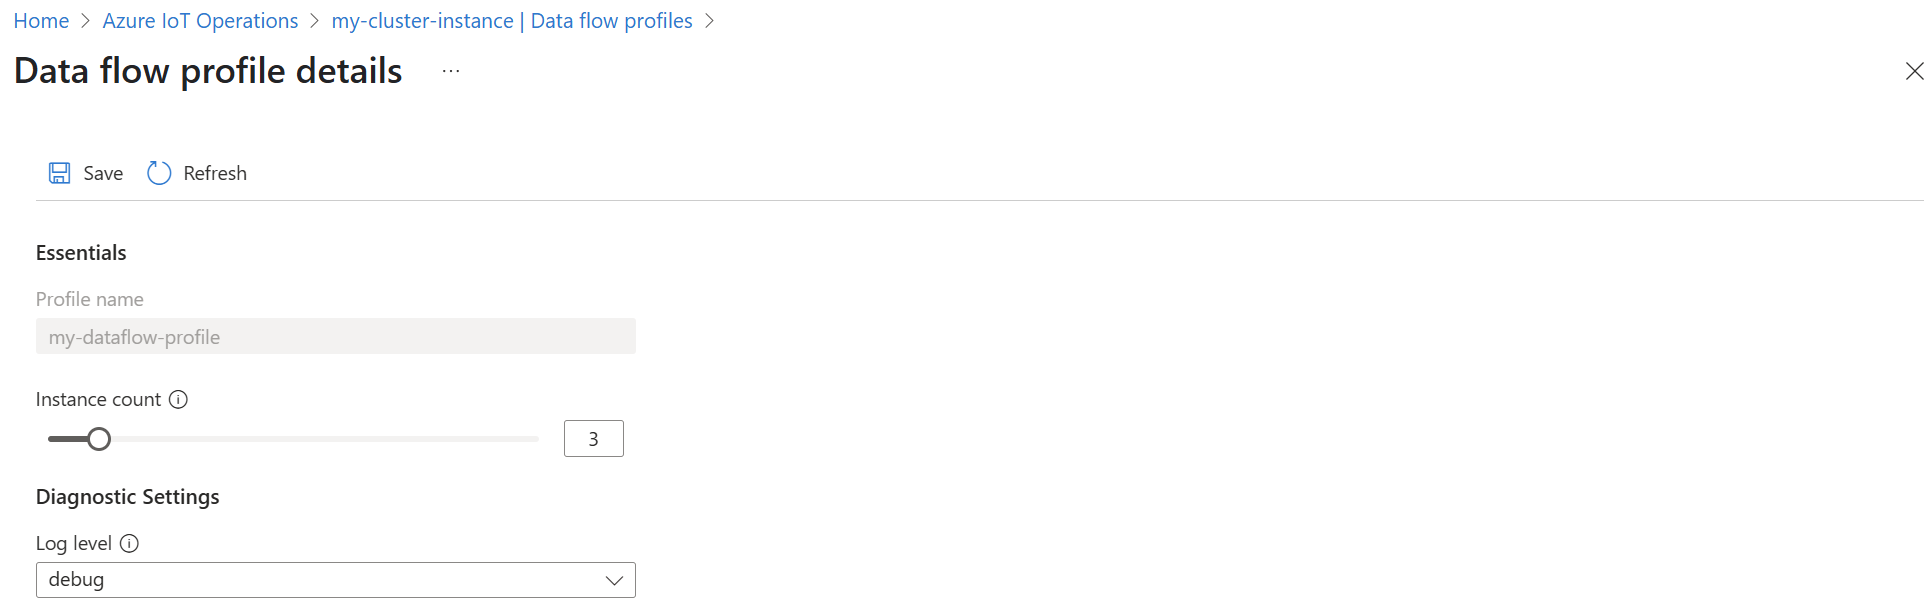 Home > Azure IoT Operations > my-cluster-instance | Data flow profiles >
Data flow profile details ...
Save Refresh
Essentials
Profile name
my-dataflow-profile
Instance count
3
Diagnostic Settings
Log level
debug